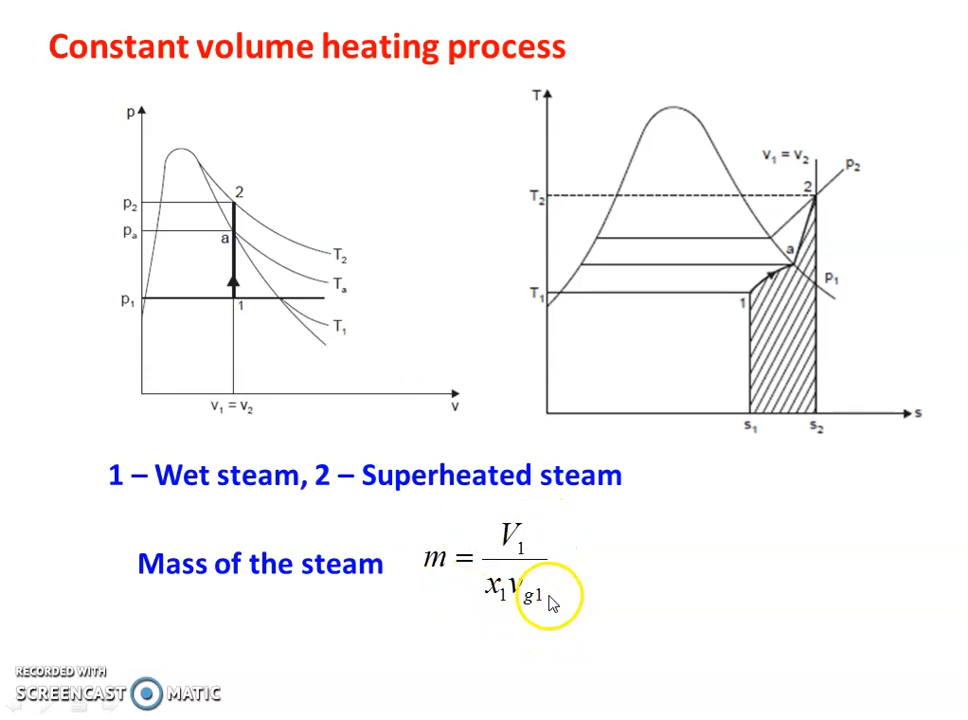 Constant volume heating process
p
p₂
pₐ
p₁
2
a
1
T₂
Tₐ
T₁
v₁ = v₂
v
T
T₂
T₁
v₁ = v₂
p₂
2
a
p₁
1
s₁
s₂
s
1 – Wet steam, 2 – Superheated steam
Mass of the steam m = V₁ / x₁v_g1
RECORDED WITH
SCREENCAST MATIC